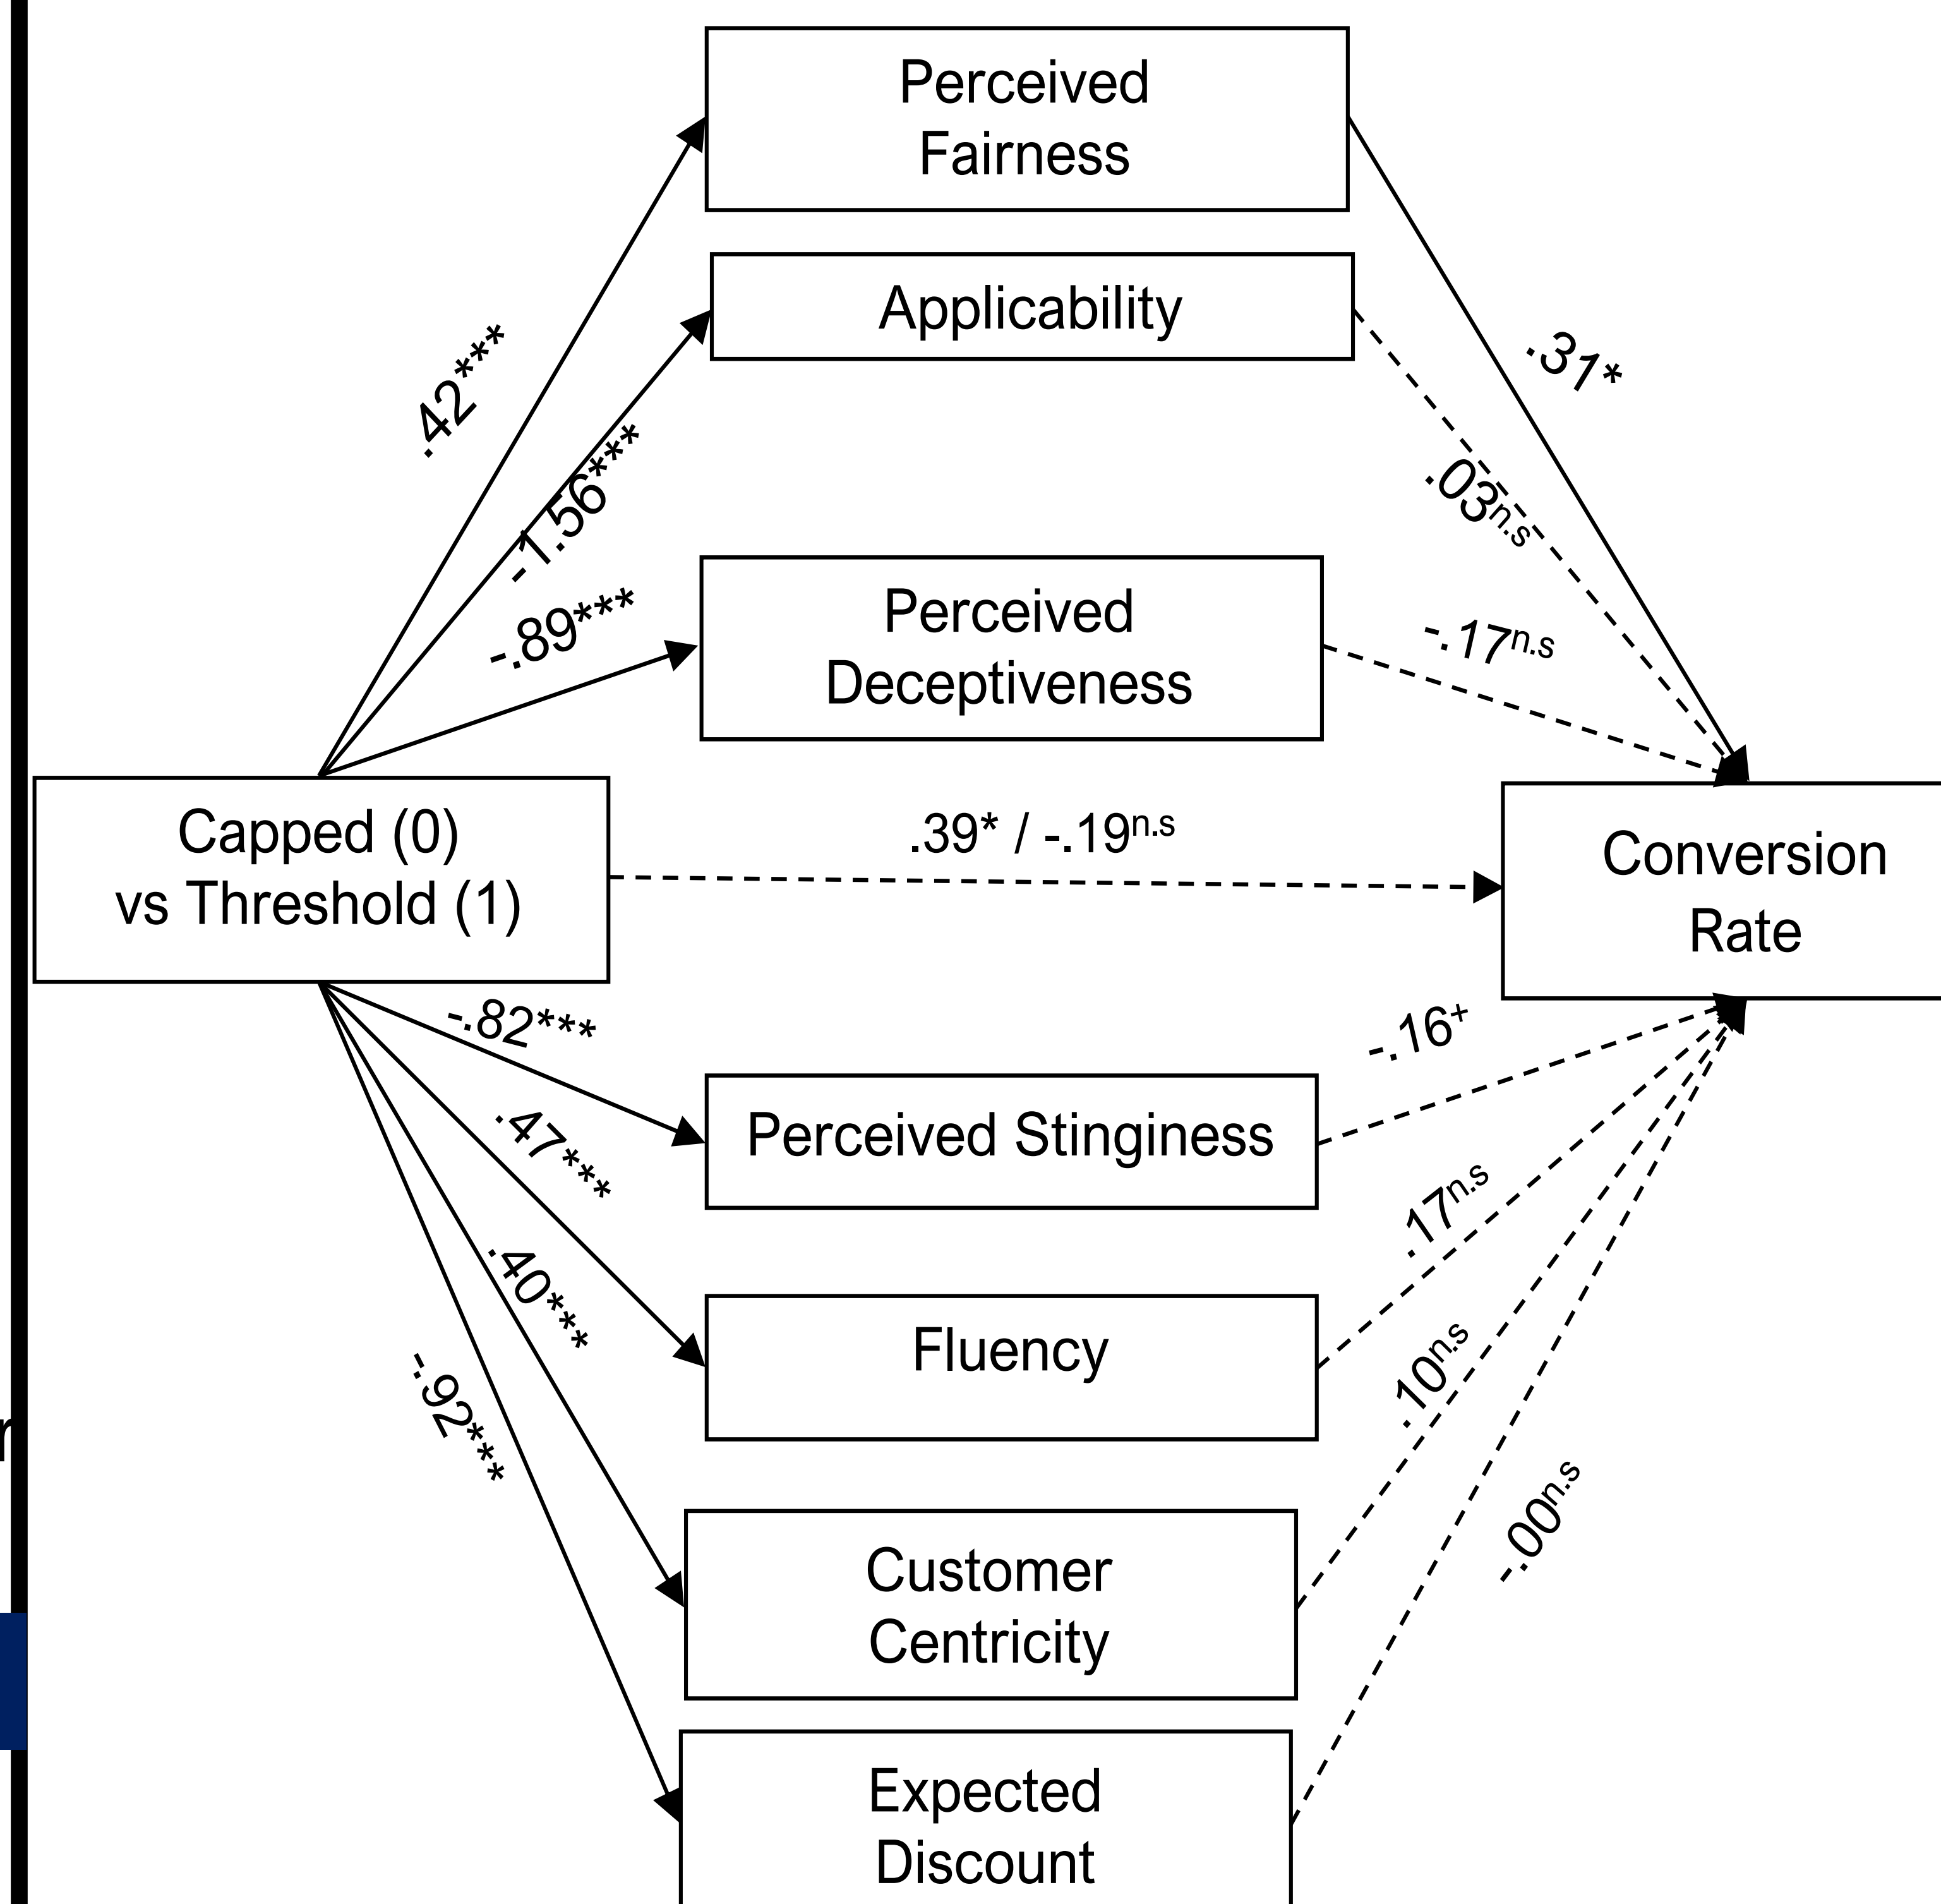 Perceived
Fairness
Applicability
.42***
.31*
-1.56***
.03n.s
-.89***
Perceived
Deceptiveness
-.17n.s
Capped (0)
vs Threshold (1)
.39* / -.19n.s
Conversion
Rate
-.82***
-.16+
Perceived Stinginess
.47***
.17n.s
Fluency
.40***
.10n.s
-.92***
-.00n.s
Customer
Centricity
Expected
Discount